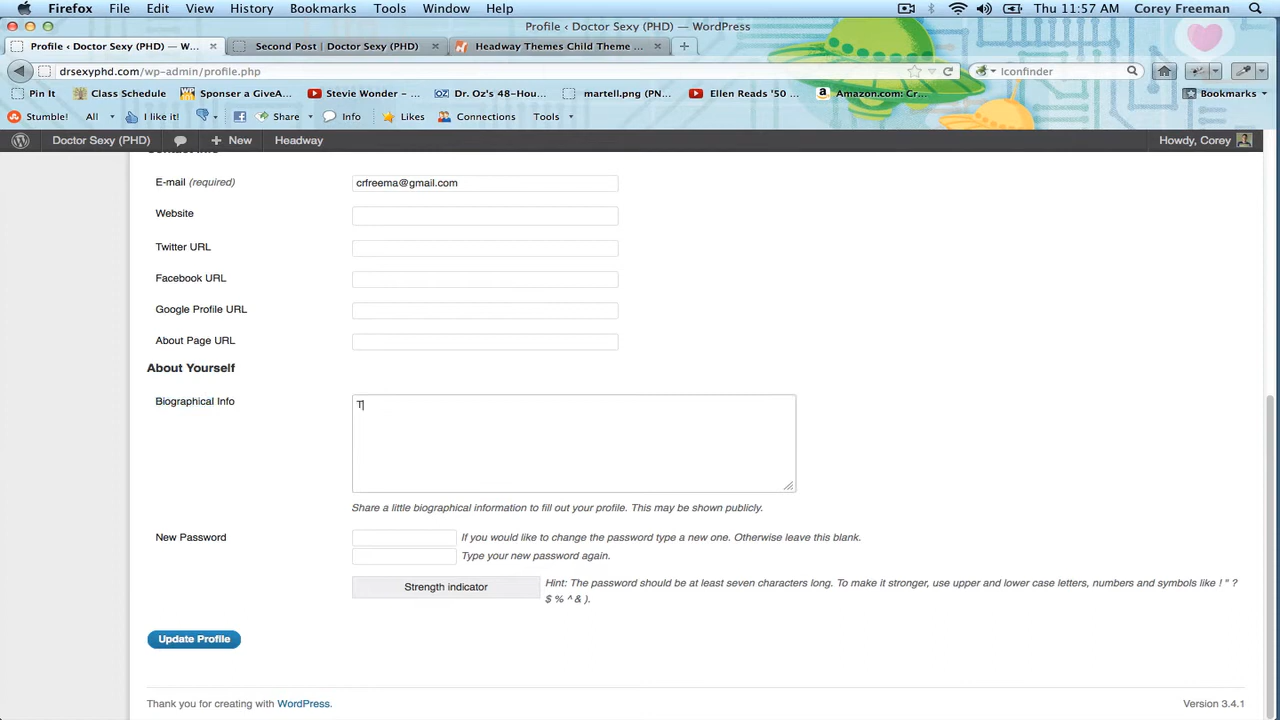 Firefox File Edit View History Bookmarks Tools Window Help Thu 11:57 AM Corey Freeman
Profile ‹ Doctor Sexy (PHD) — WordPress
Profile ‹ Doctor Sexy (PHD) — W... Second Post | Doctor Sexy (PHD) Headway Themes Child Theme ...
drsexyphd.com/wp-admin/profile.php Iconfinder
Pin It Class Schedule Sponser a GiveA... Stevie Wonder – ... Dr. Oz's 48-Hou... martell.png (PN... Ellen Reads '50 ... Amazon.com: Cr... Bookmarks
Stumble! All I like it! Share Info Likes Connections Tools
Doctor Sexy (PHD) New Headway Howdy, Corey
E-mail (required) crfreema@gmail.com
Website
Twitter URL
Facebook URL
Google Profile URL
About Page URL
About Yourself
Biographical Info T
Share a little biographical information to fill out your profile. This may be shown publicly.
New Password If you would like to change the password type a new one. Otherwise leave this blank.
Type your new password again.
Strength indicator Hint: The password should be at least seven characters long. To make it stronger, use upper and lower case letters, numbers and symbols like ! " ?
$ % ^ & ).
Update Profile
Thank you for creating with WordPress. Version 3.4.1